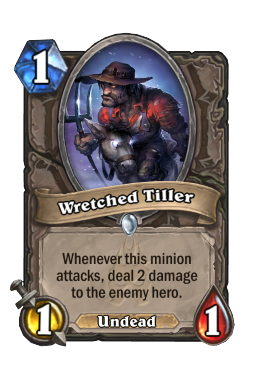 1
Wretched Tiller
Whenever this minion
attacks, deal 2 damage
to the enemy hero.
1 Undead 1